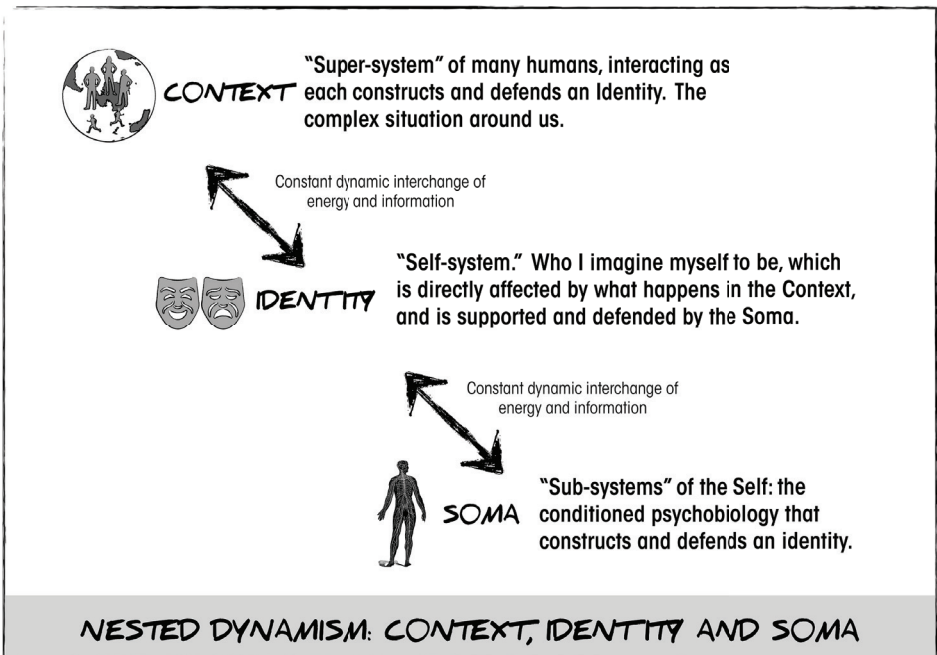 CONTEXT
"Super-system" of many humans, interacting as
each constructs and defends an Identity. The
complex situation around us.
Constant dynamic interchange of
energy and information
IDENTITY
"Self-system." Who I imagine myself to be, which
is directly affected by what happens in the Context,
and is supported and defended by the Soma.
Constant dynamic interchange of
energy and information
SOMA
"Sub-systems" of the Self: the
conditioned psychobiology that
constructs and defends an identity.
NESTED DYNAMISM: CONTEXT, IDENTITY AND SOMA